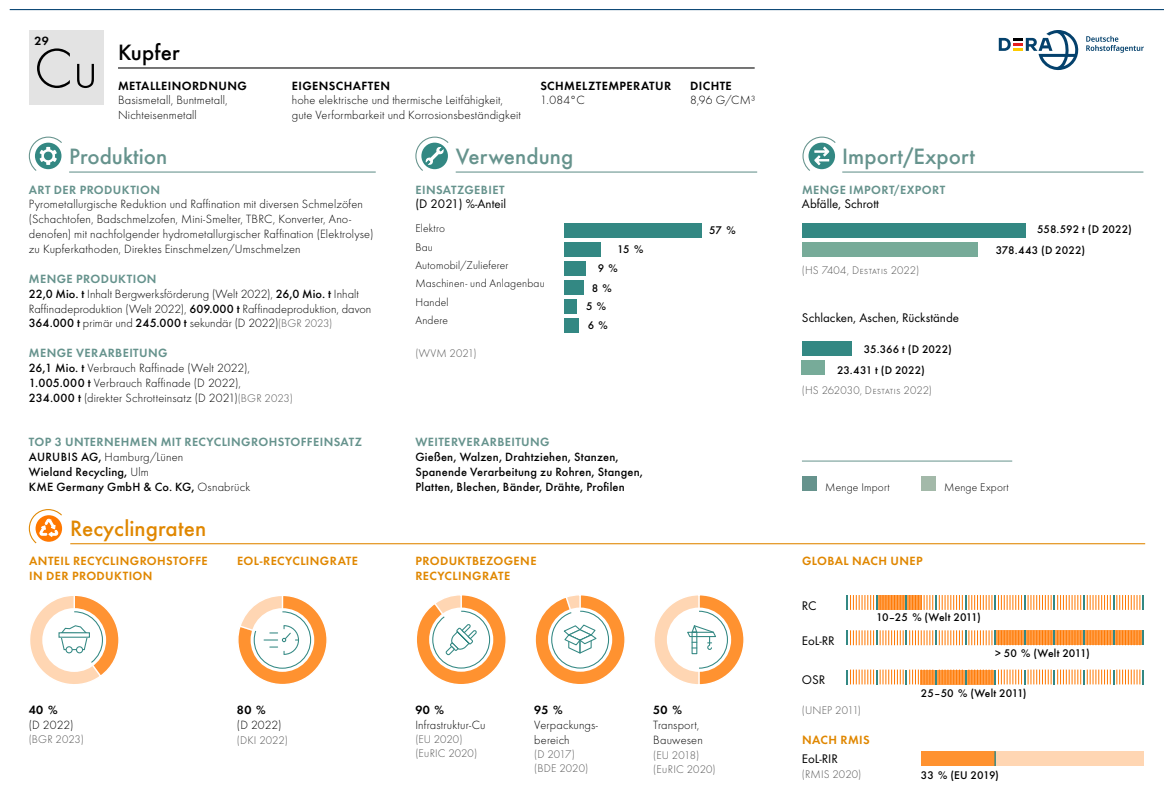 29
Cu
Kupfer
METALLEINORDNUNG
Basismetall, Buntmetall,
Nichteisenmetall
EIGENSCHAFTEN
hohe elektrische und thermische Leitfähigkeit,
gute Verformbarkeit und Korrosionsbeständigkeit
SCHMELZTEMPERATUR
1.084°C
DICHTE
8,96 G/CM³
DERA
Deutsche
Rohstoffagentur
Produktion
ART DER PRODUKTION
Pyrometallurgische Reduktion und Raffination mit diversen Schmelzöfen
(Schachtofen, Badschmelzofen, Mini-Smelter, TBRC, Konverter, Ano-
denofen) mit nachfolgender hydrometallurgischer Raffination (Elektrolyse)
zu Kupferkathoden, Direktes Einschmelzen/Umschmelzen
MENGE PRODUKTION
22,0 Mio. t Inhalt Bergwerksförderung (Welt 2022), 26,0 Mio. t Inhalt
Raffinadeproduktion (Welt 2022), 609.000 t Raffinadeproduktion, davon
364.000 t primär und 245.000 t sekundär (D 2022)(BGR 2023)
MENGE VERARBEITUNG
26,1 Mio. t Verbrauch Raffinade (Welt 2022),
1.005.000 t Verbrauch Raffinade (D 2022),
234.000 t (direkter Schrotteinsatz (D 2021)(BGR 2023)
TOP 3 UNTERNEHMEN MIT RECYCLINGROHSTOFFEINSATZ
AURUBIS AG, Hamburg/Lünen
Wieland Recycling, Ulm
KME Germany GmbH & Co. KG, Osnabrück
Verwendung
EINSATZGEBIET
(D 2021) %-Anteil
Elektro 57 %
Bau 15 %
Automobil/Zulieferer 9 %
Maschinen- und Anlagenbau 8 %
Handel 5 %
Andere 6 %
(WVM 2021)
WEITERVERARBEITUNG
Gießen, Walzen, Drahtziehen, Stanzen,
Spanende Verarbeitung zu Rohren, Stangen,
Platten, Blechen, Bänder, Drähte, Profilen
Import/Export
MENGE IMPORT/EXPORT
Abfälle, Schrott
558.592 t (D 2022)
378.443 (D 2022)
(HS 7404, Destatis 2022)
Schlacken, Aschen, Rückstände
35.366 t (D 2022)
23.431 t (D 2022)
(HS 262030, Destatis 2022)
Menge Import
Menge Export
Recyclingraten
ANTEIL RECYCLINGROHSTOFFE
IN DER PRODUKTION
40 %
(D 2022)
(BGR 2023)
EOL-RECYCLINGRATE
80 %
(D 2022)
(DKI 2022)
PRODUKTBEZOGENE
RECYCLINGRATE
90 %
Infrastruktur-Cu
(EU 2020)
(EuRIC 2020)
95 %
Verpackungs-
bereich
(D 2017)
(BDE 2020)
50 %
Transport,
Bauwesen
(EU 2018)
(EuRIC 2020)
GLOBAL NACH UNEP
RC
10–25 % (Welt 2011)
EoL-RR
> 50 % (Welt 2011)
OSR
25–50 % (Welt 2011)
(UNEP 2011)
NACH RMIS
EoL-RIR
(RMIS 2020)
33 % (EU 2019)